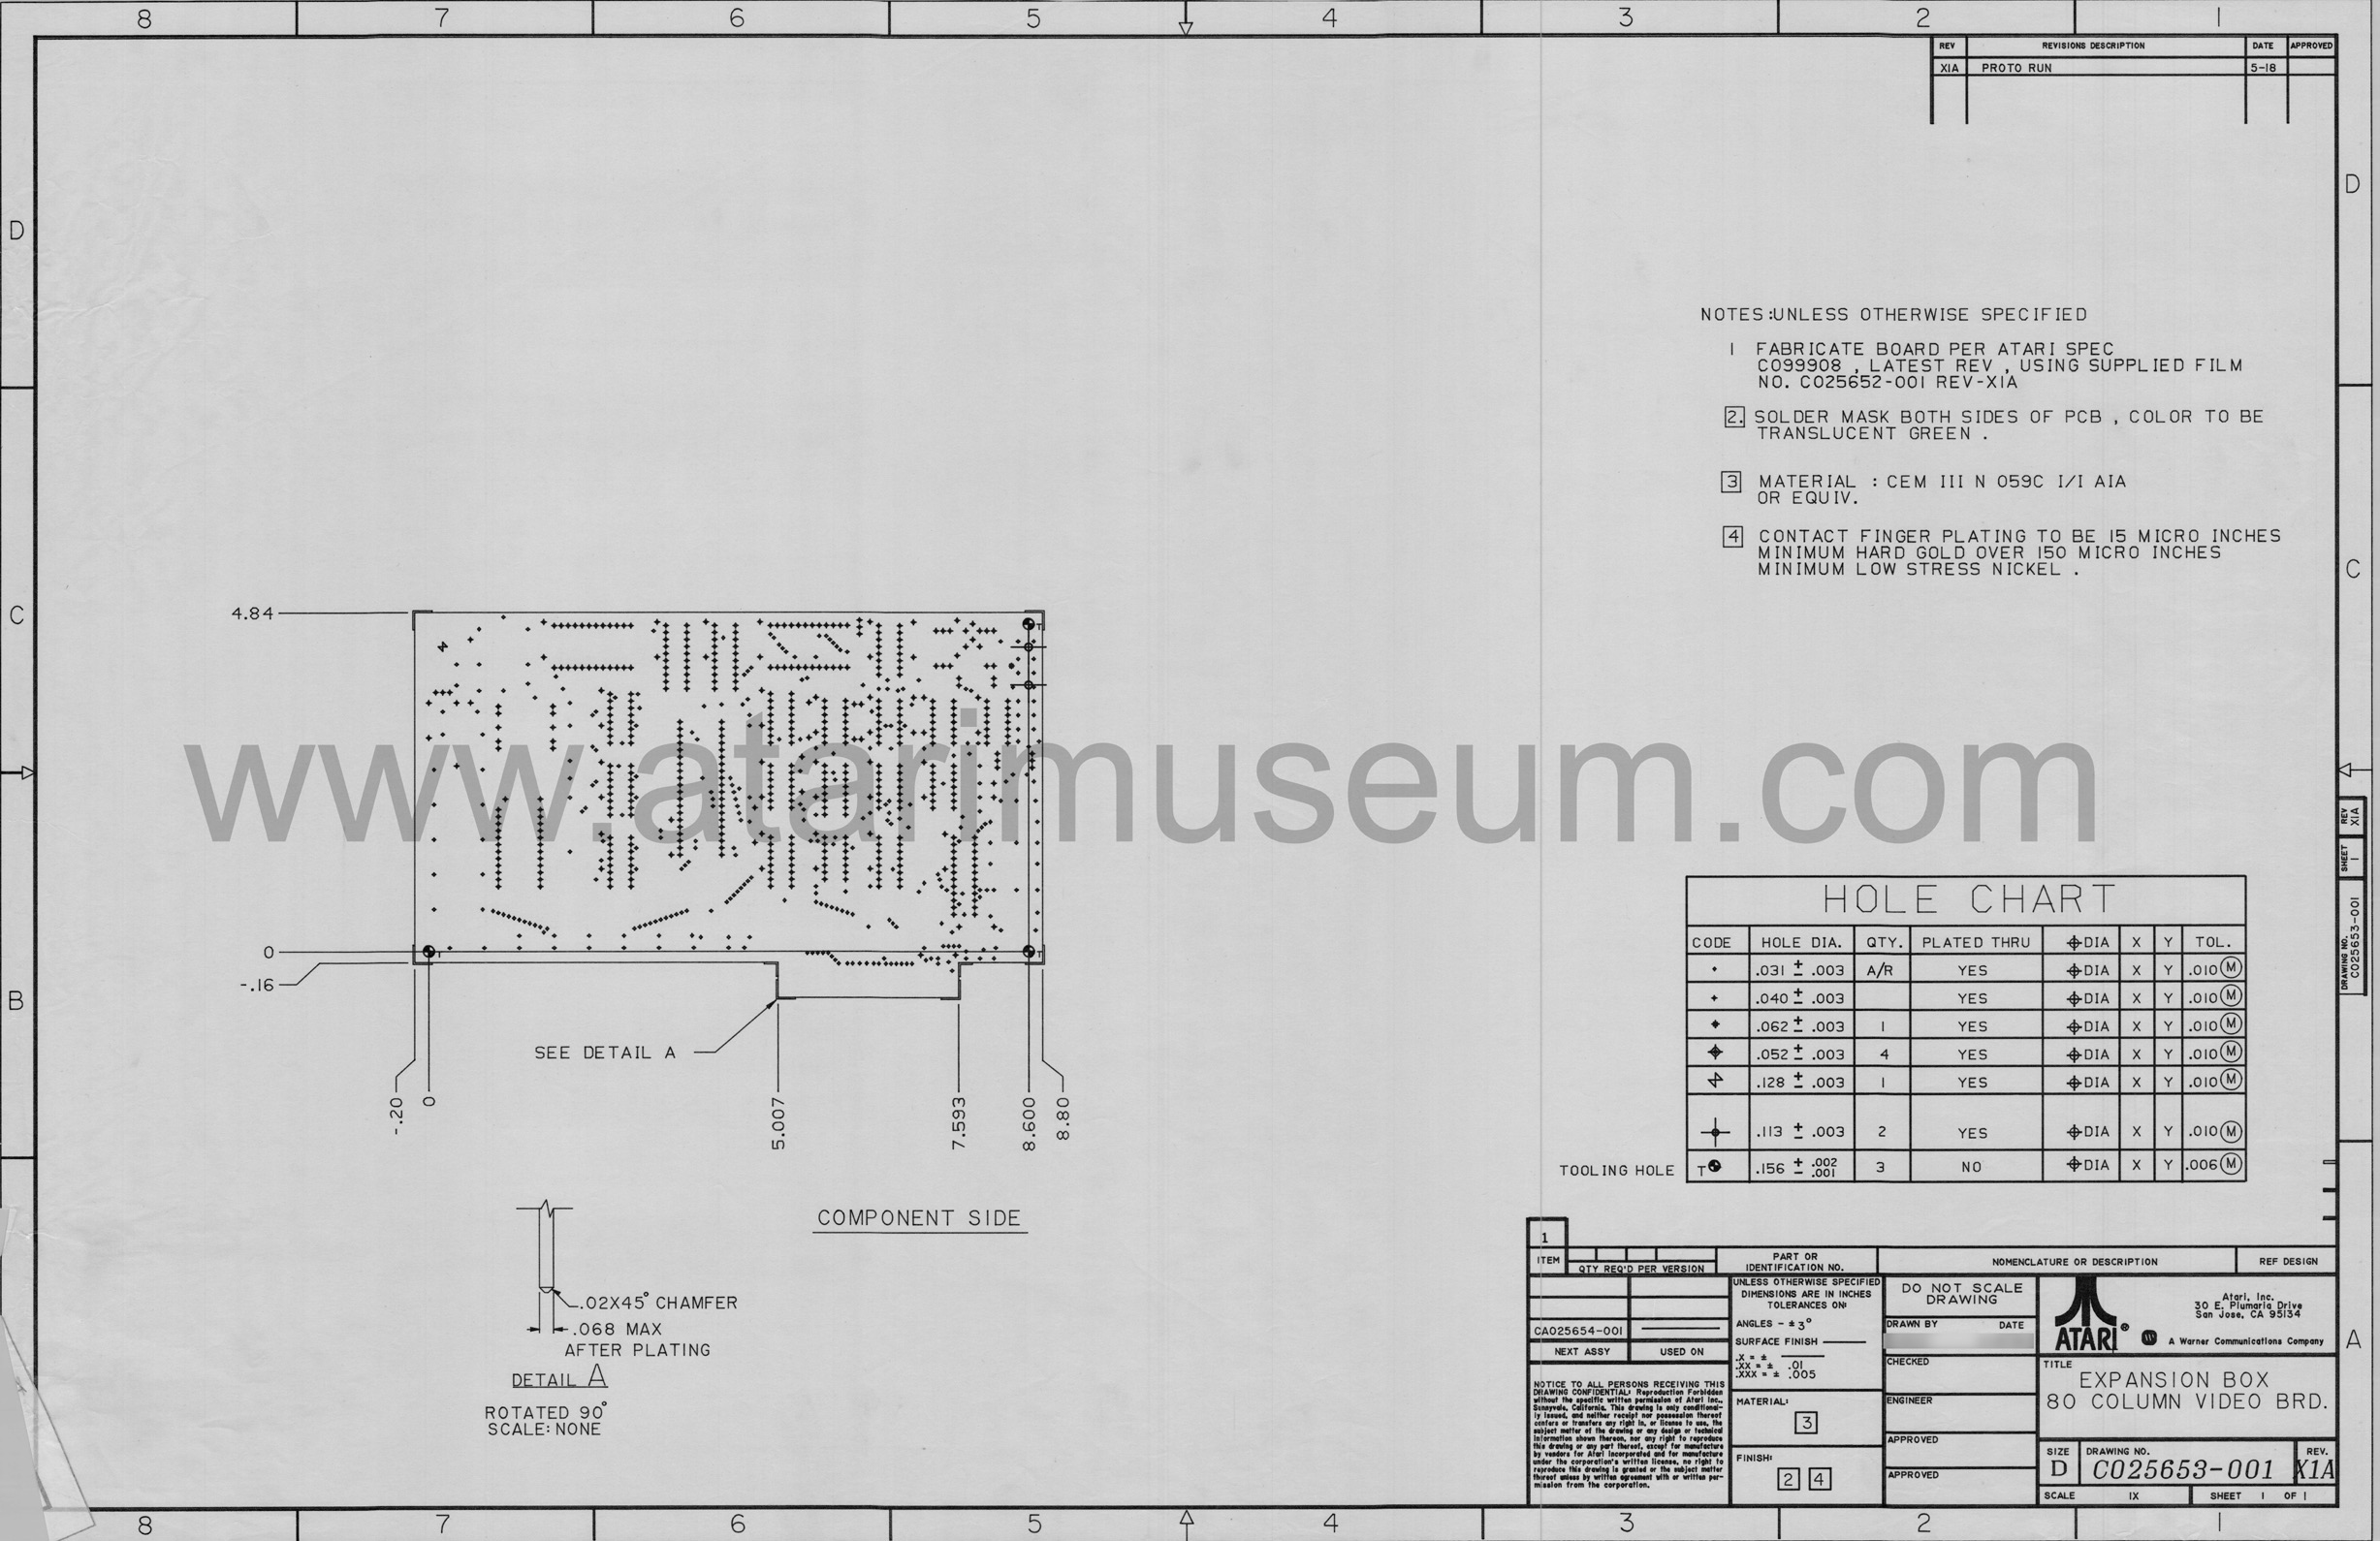 8 7 6 5 4 3 2 1
REV REVISIONS DESCRIPTION DATE APPROVED
X1A PROTO RUN 5-18
D
D
NOTES:UNLESS OTHERWISE SPECIFIED
1 FABRICATE BOARD PER ATARI SPEC
C099908 , LATEST REV , USING SUPPLIED FILM
NO. C025652-001 REV-X1A
2. SOLDER MASK BOTH SIDES OF PCB , COLOR TO BE
TRANSLUCENT GREEN .
3 MATERIAL : CEM III N 059C 1/1 A1A
OR EQUIV.
4 CONTACT FINGER PLATING TO BE 15 MICRO INCHES
MINIMUM HARD GOLD OVER 150 MICRO INCHES
MINIMUM LOW STRESS NICKEL .
C
C
4.84
T
www.atarimuseum.com
REV X1A
SHEET 1
DRAWING NO. C025653-001
0
T
T
-.16
B
SEE DETAIL A
-.20
0
5.007
7.593
8.600
8.80
HOLE CHART
CODE HOLE DIA. QTY. PLATED THRU ⌖DIA X Y TOL.
.031 ± .003 A/R YES ⌖DIA X Y .010 Ⓜ
.040 ± .003 YES ⌖DIA X Y .010 Ⓜ
.062 ± .003 1 YES ⌖DIA X Y .010 Ⓜ
.052 ± .003 4 YES ⌖DIA X Y .010 Ⓜ
.128 ± .003 1 YES ⌖DIA X Y .010 Ⓜ
.113 ± .003 2 YES ⌖DIA X Y .010 Ⓜ
TOOLING HOLE T .156 ± .002 .001 3 NO ⌖DIA X Y .006 Ⓜ
COMPONENT SIDE
.02X45° CHAMFER
.068 MAX
AFTER PLATING
DETAIL A
ROTATED 90°
SCALE: NONE
1
ITEM
QTY REQ'D PER VERSION
PART OR
IDENTIFICATION NO.
NOMENCLATURE OR DESCRIPTION
REF DESIGN
CA025654-001
NEXT ASSY USED ON
NOTICE TO ALL PERSONS RECEIVING THIS
DRAWING CONFIDENTIAL: Reproduction Forbidden
without the specific written permission of Atari Inc.,
Sunnyvale, California. This drawing is only conditional-
ly issued, and neither receipt nor possession thereof
confers or transfers any right in, or license to use, the
subject matter of the drawing or any design or technical
information shown thereon, nor any right to reproduce
this drawing or any part thereof, except for manufacture
by vendors for Atari Incorporated and for manufacture
under the corporation's written license, no right to
reproduce this drawing is granted or the subject matter
thereof unless by written agreement with or written per-
mission from the corporation.
UNLESS OTHERWISE SPECIFIED
DIMENSIONS ARE IN INCHES
TOLERANCES ON:
ANGLES - ± 3°
SURFACE FINISH
.X = ±
.XX = ± .01
.XXX = ± .005
MATERIAL:
3
FINISH:
2 4
DO NOT SCALE
DRAWING
DRAWN BY DATE
CHECKED
ENGINEER
APPROVED
APPROVED
ATARI®
Atari, Inc.
30 E. Plumaria Drive
San Jose, CA 95134
A Warner Communications Company
TITLE
EXPANSION BOX
80 COLUMN VIDEO BRD.
SIZE D
DRAWING NO. C025653-001
REV. X1A
SCALE 1X SHEET 1 OF 1
A
8 7 6 5 4 3 2 1